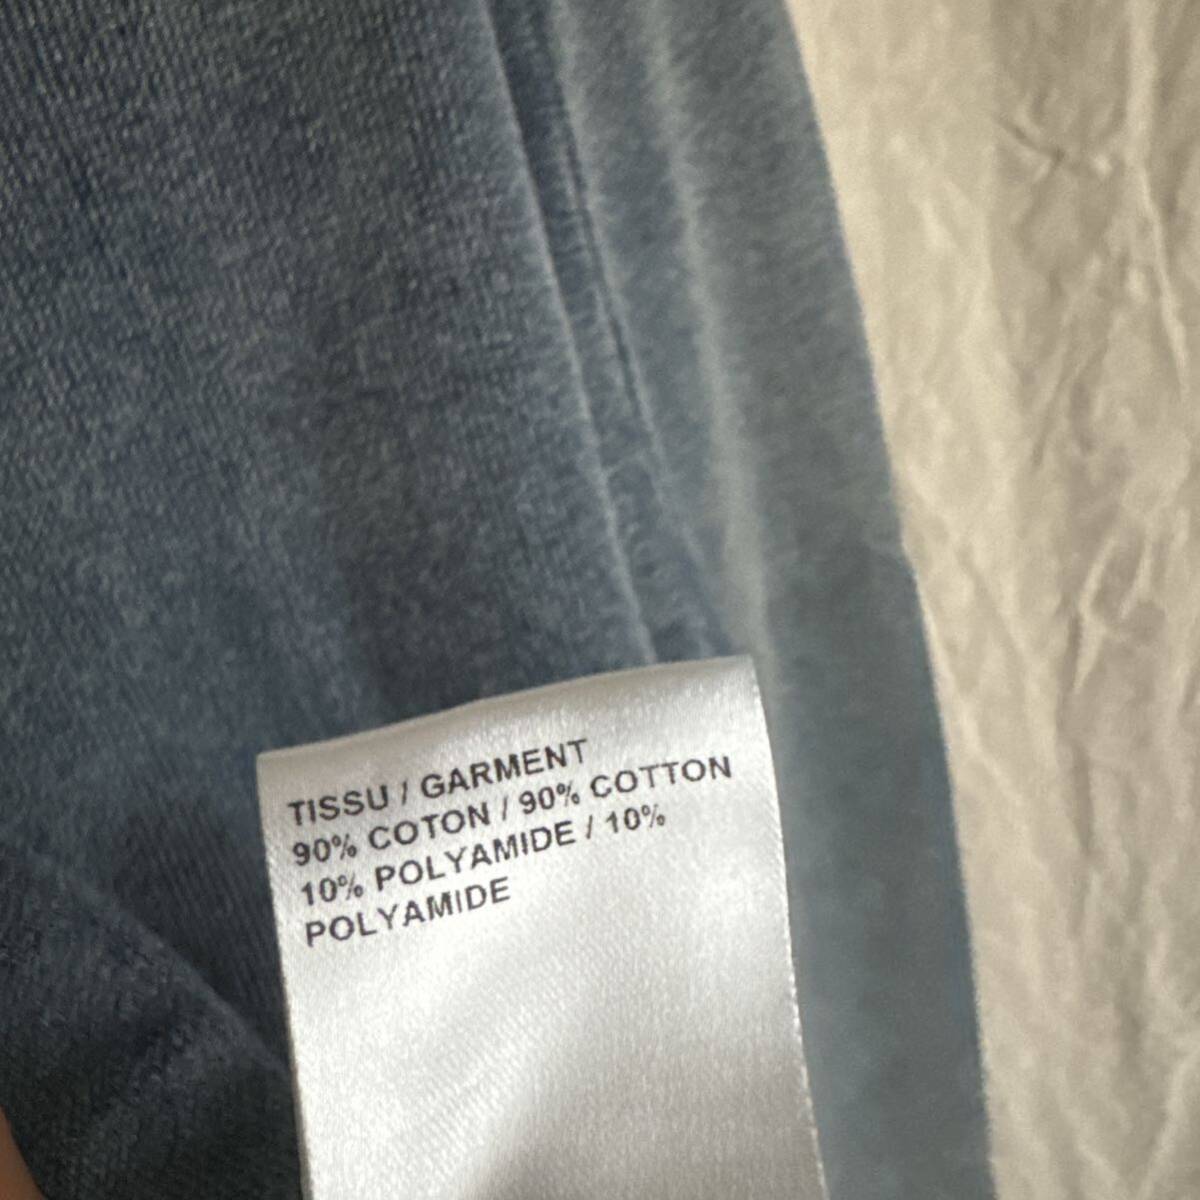 TISSU / GARMENT
90% COTON / 90% COTTON
10% POLYAMIDE / 10%
POLYAMIDE